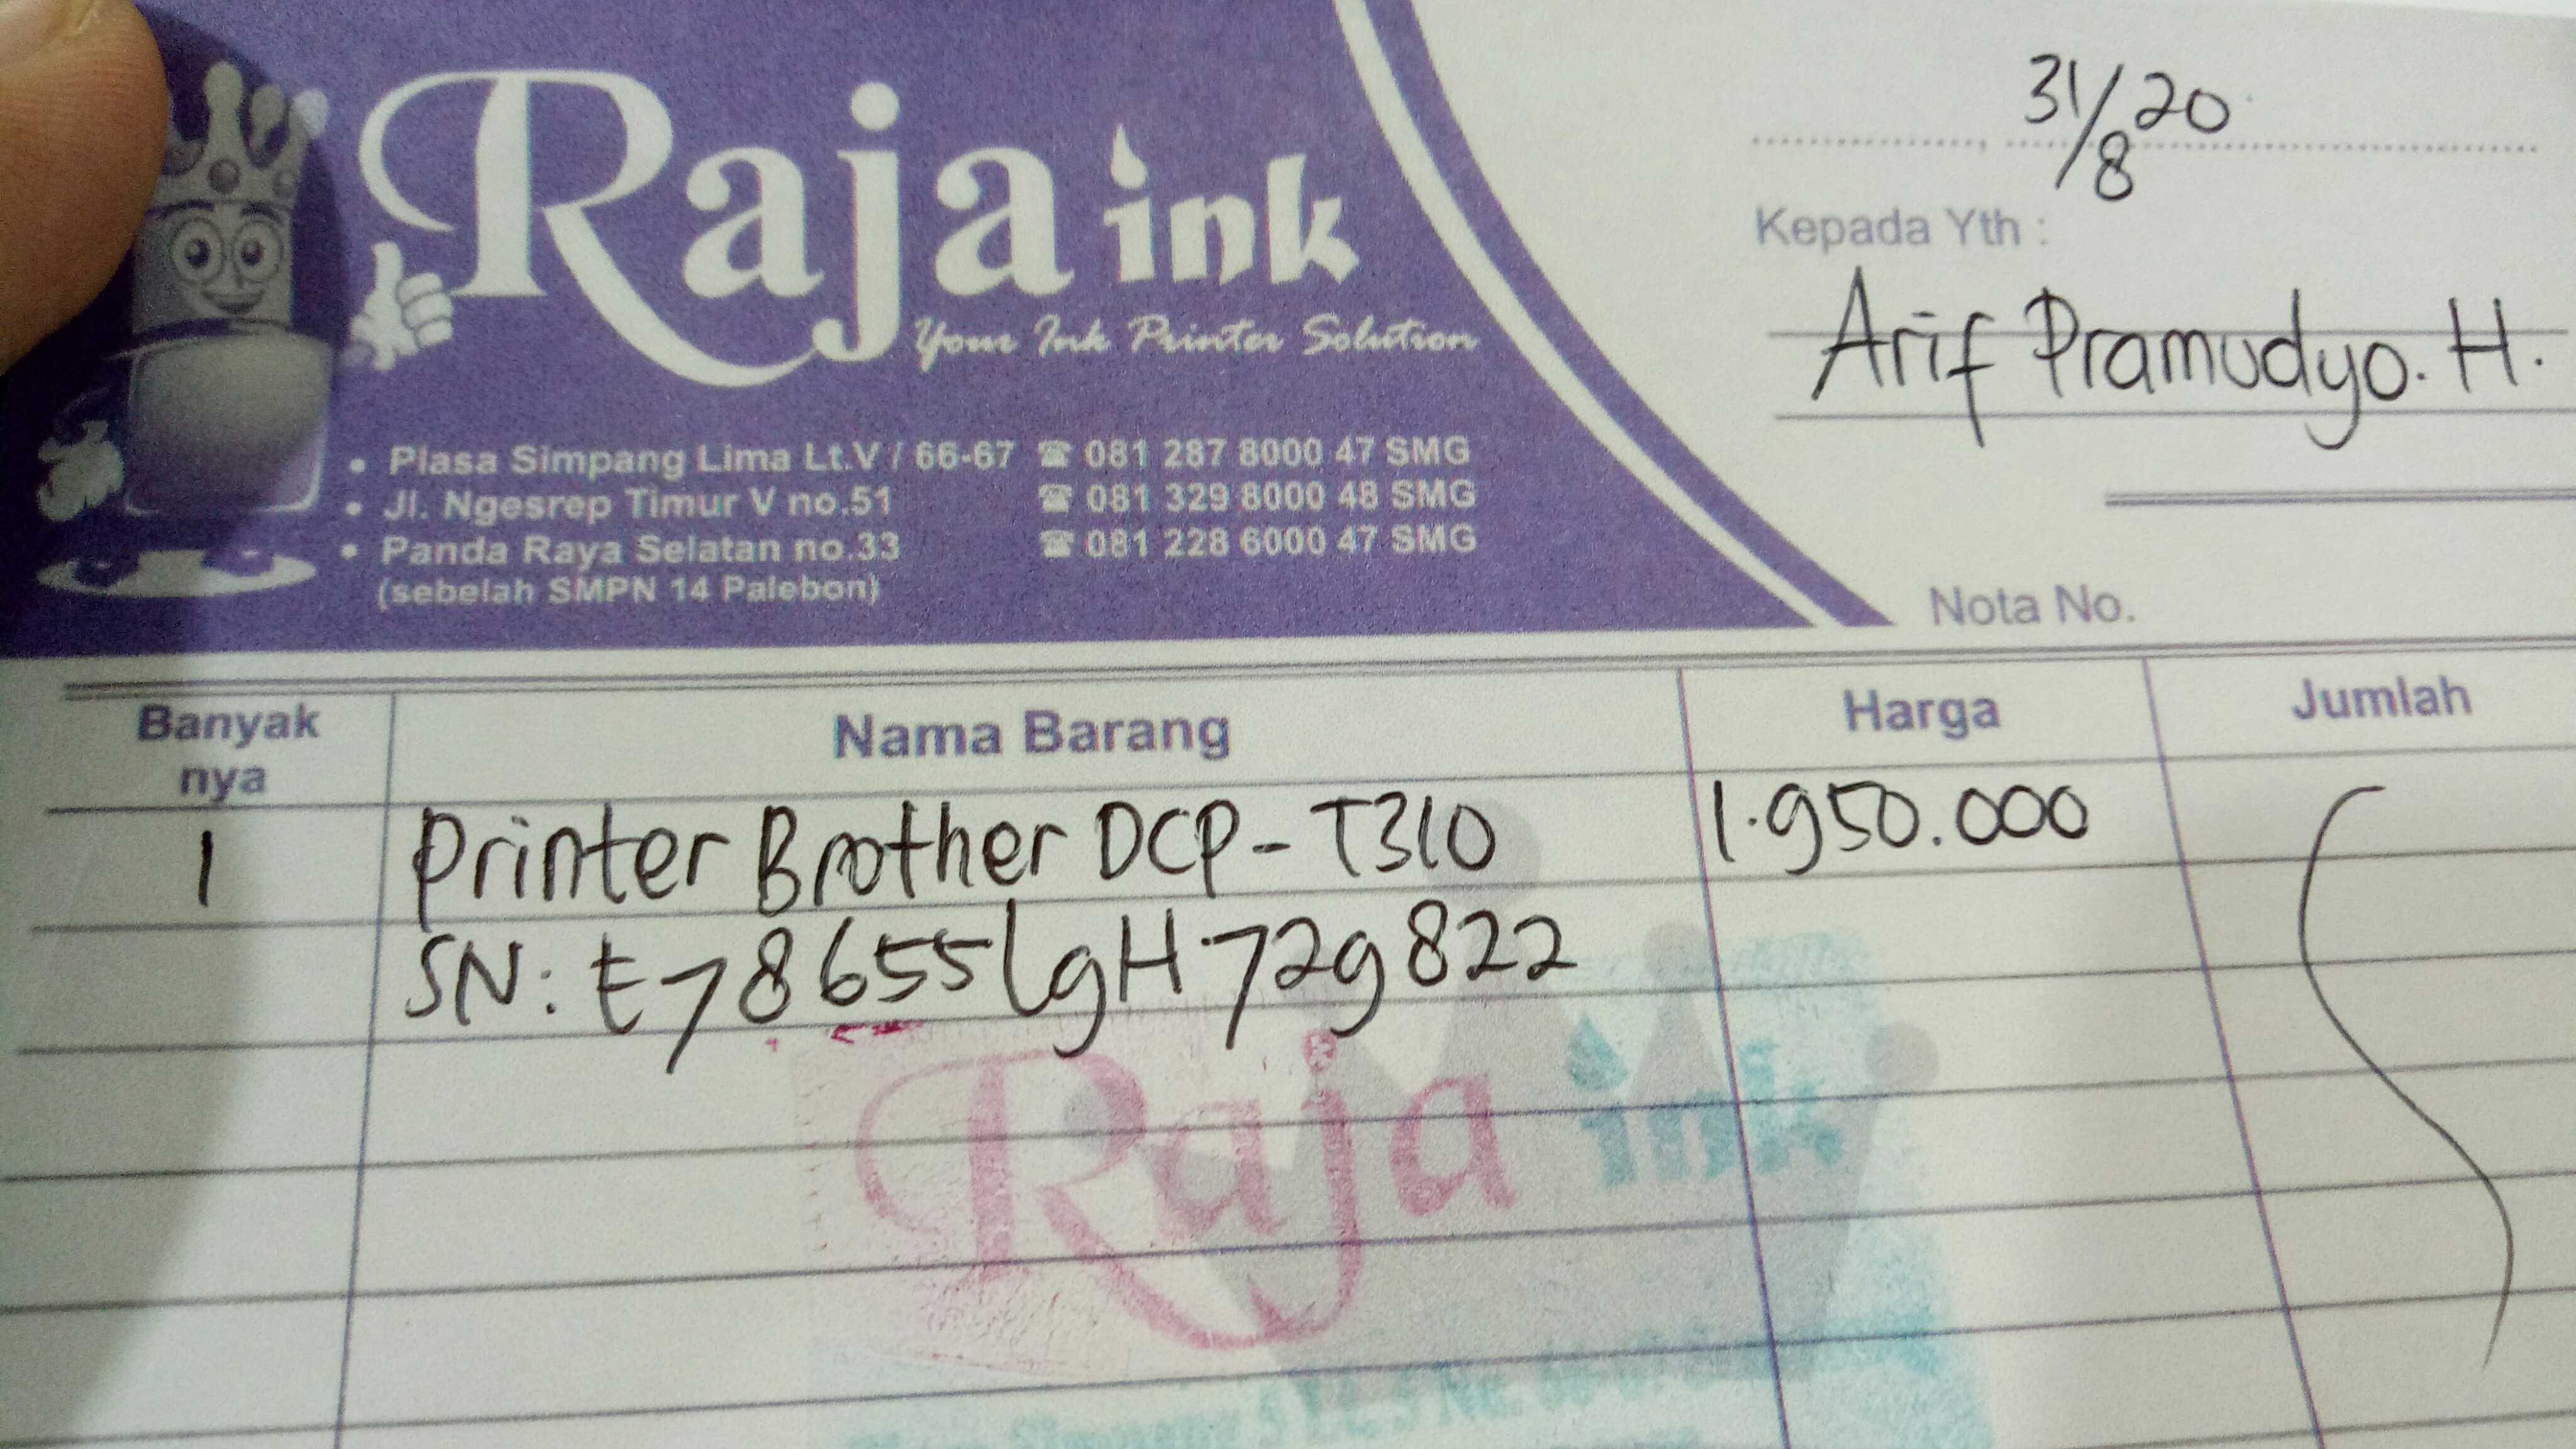 Raja ink
Your Ink Printer Solution
• Plasa Simpang Lima Lt.V / 66-67 ☎ 081 287 8000 47 SMG
• Jl. Ngesrep Timur V no.51 ☎ 081 329 8000 48 SMG
• Panda Raya Selatan no.33 ☎ 081 228 6000 47 SMG
(sebelah SMPN 14 Palebon)
31/8 20
Kepada Yth :
Arif Pramudyo. H.
Nota No.
Banyak nya Nama Barang Harga Jumlah
1 Printer Brother DCP-T310 1.950.000
SN: E78655L9H729822
Raja ink